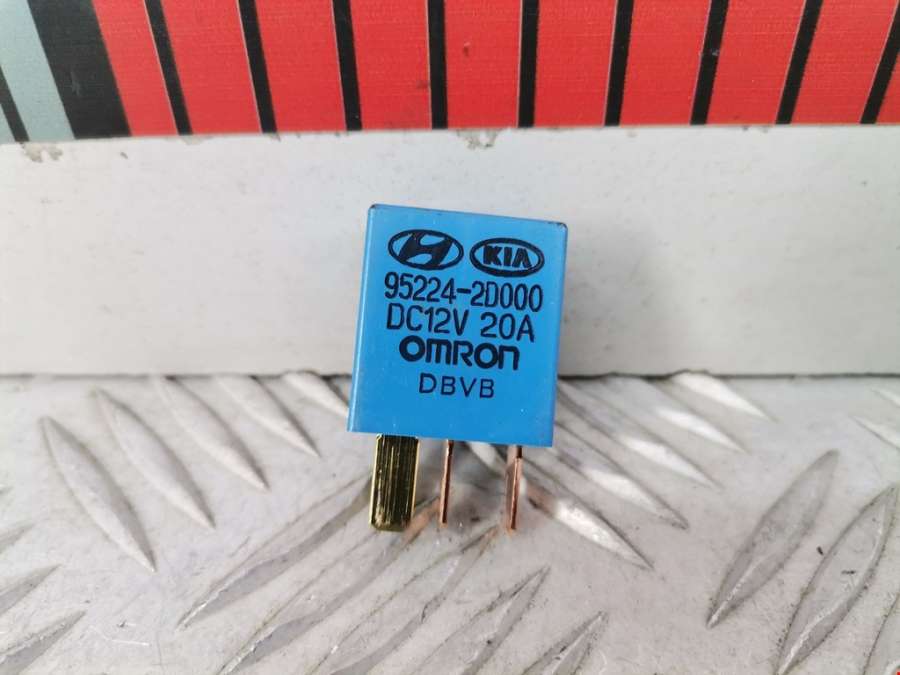 KIA
95224-2D000
DC12V 20A
omron
DBVB